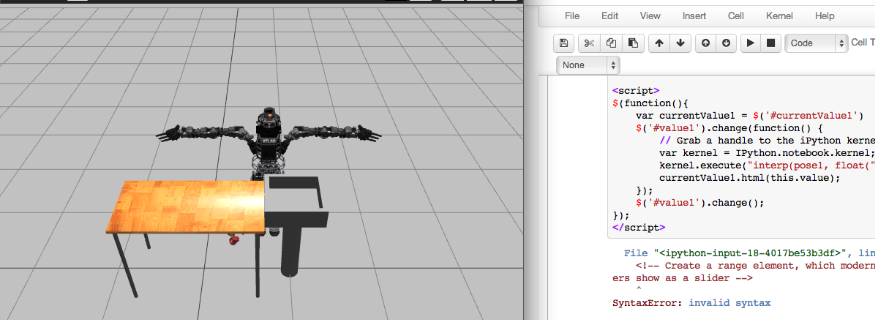 File Edit View Insert Cell Kernel Help
Code Cell T
None
<script>
$(function(){
var currentValue1 = $('#currentValue1')
$('#value1').change(function() {
// Grab a handle to the iPython kerne
var kernel = IPython.notebook.kernel;
kernel.execute("interp(pose1, float("
currentValue1.html(this.value);
});
$('#value1').change();
});
</script>
File "<ipython-input-18-4017be53b3df>", lin
<!-- Create a range element, which modern
ers show as a slider -->
^
SyntaxError: invalid syntax